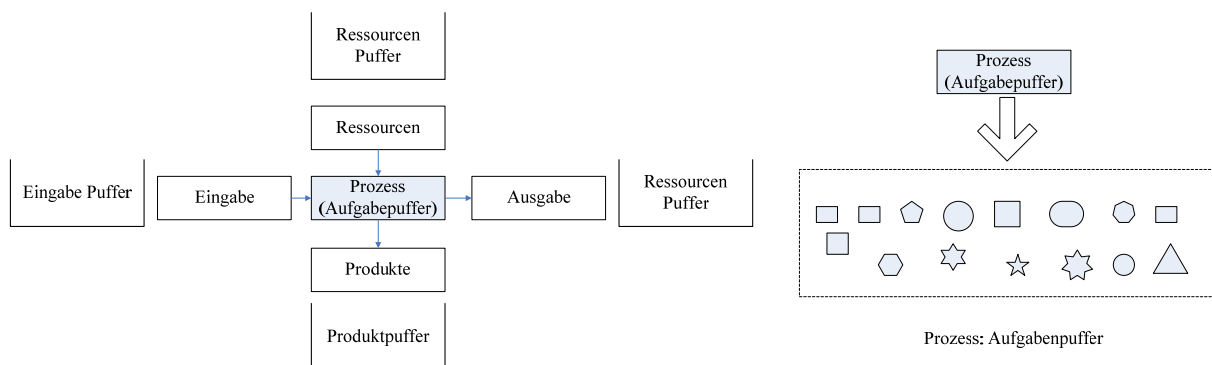 Ressourcen
Puffer
Ressourcen
Eingabe Puffer
Eingabe
Prozess
(Aufgabepuffer)
Ausgabe
Ressourcen
Puffer
Produkte
Produktpuffer
Prozess
(Aufgabepuffer)
Prozess: Aufgabenpuffer